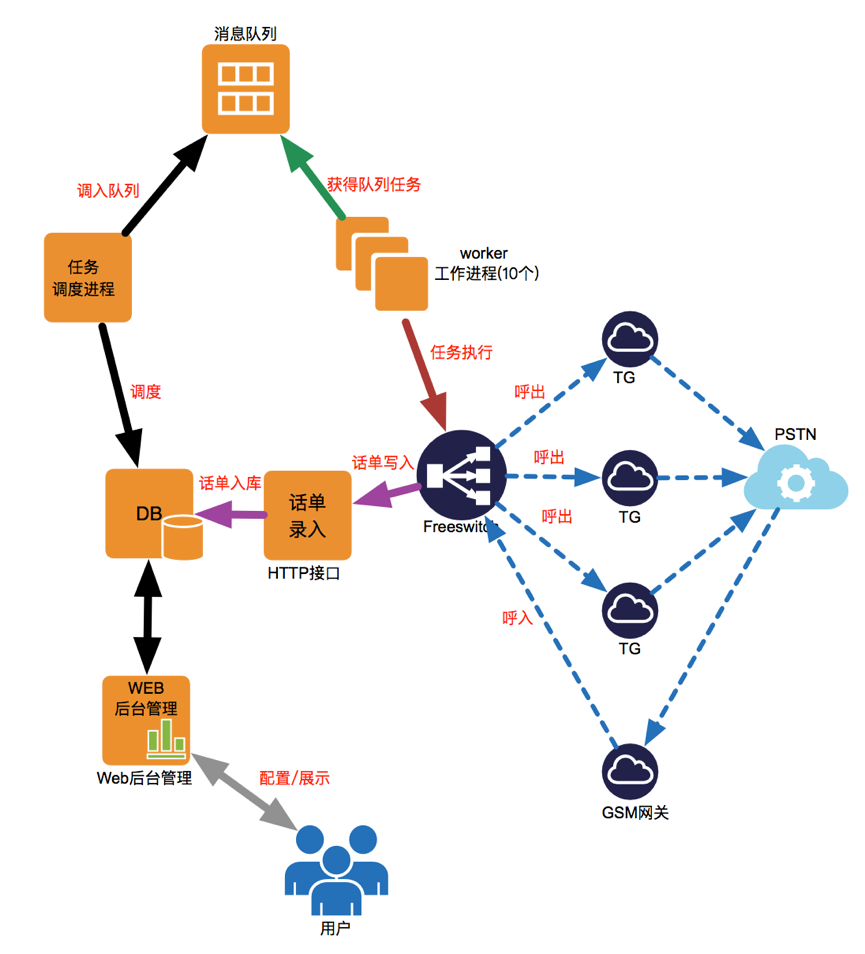 消息队列
调入队列
获得队列任务
任务
调度进程
worker
工作进程(10个)
任务执行
调度
呼出
TG
PSTN
话单写入
呼出
话单入库
话单
录入
DB
Freeswitch
TG
呼出
HTTP接口
呼入
TG
WEB
后台管理
Web后台管理
配置/展示
GSM网关
用户